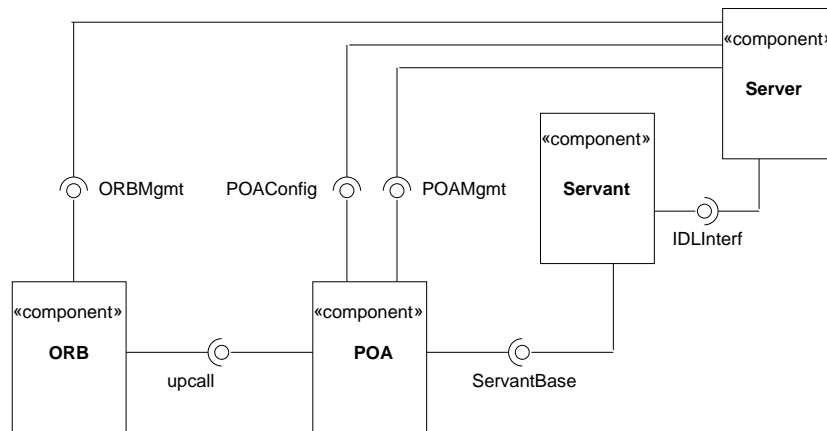 «component»
Server
«component»
Servant
ORBMgmt
POAConfig
POAMgmt
IDLInterf
«component»
ORB
«component»
POA
upcall
ServantBase